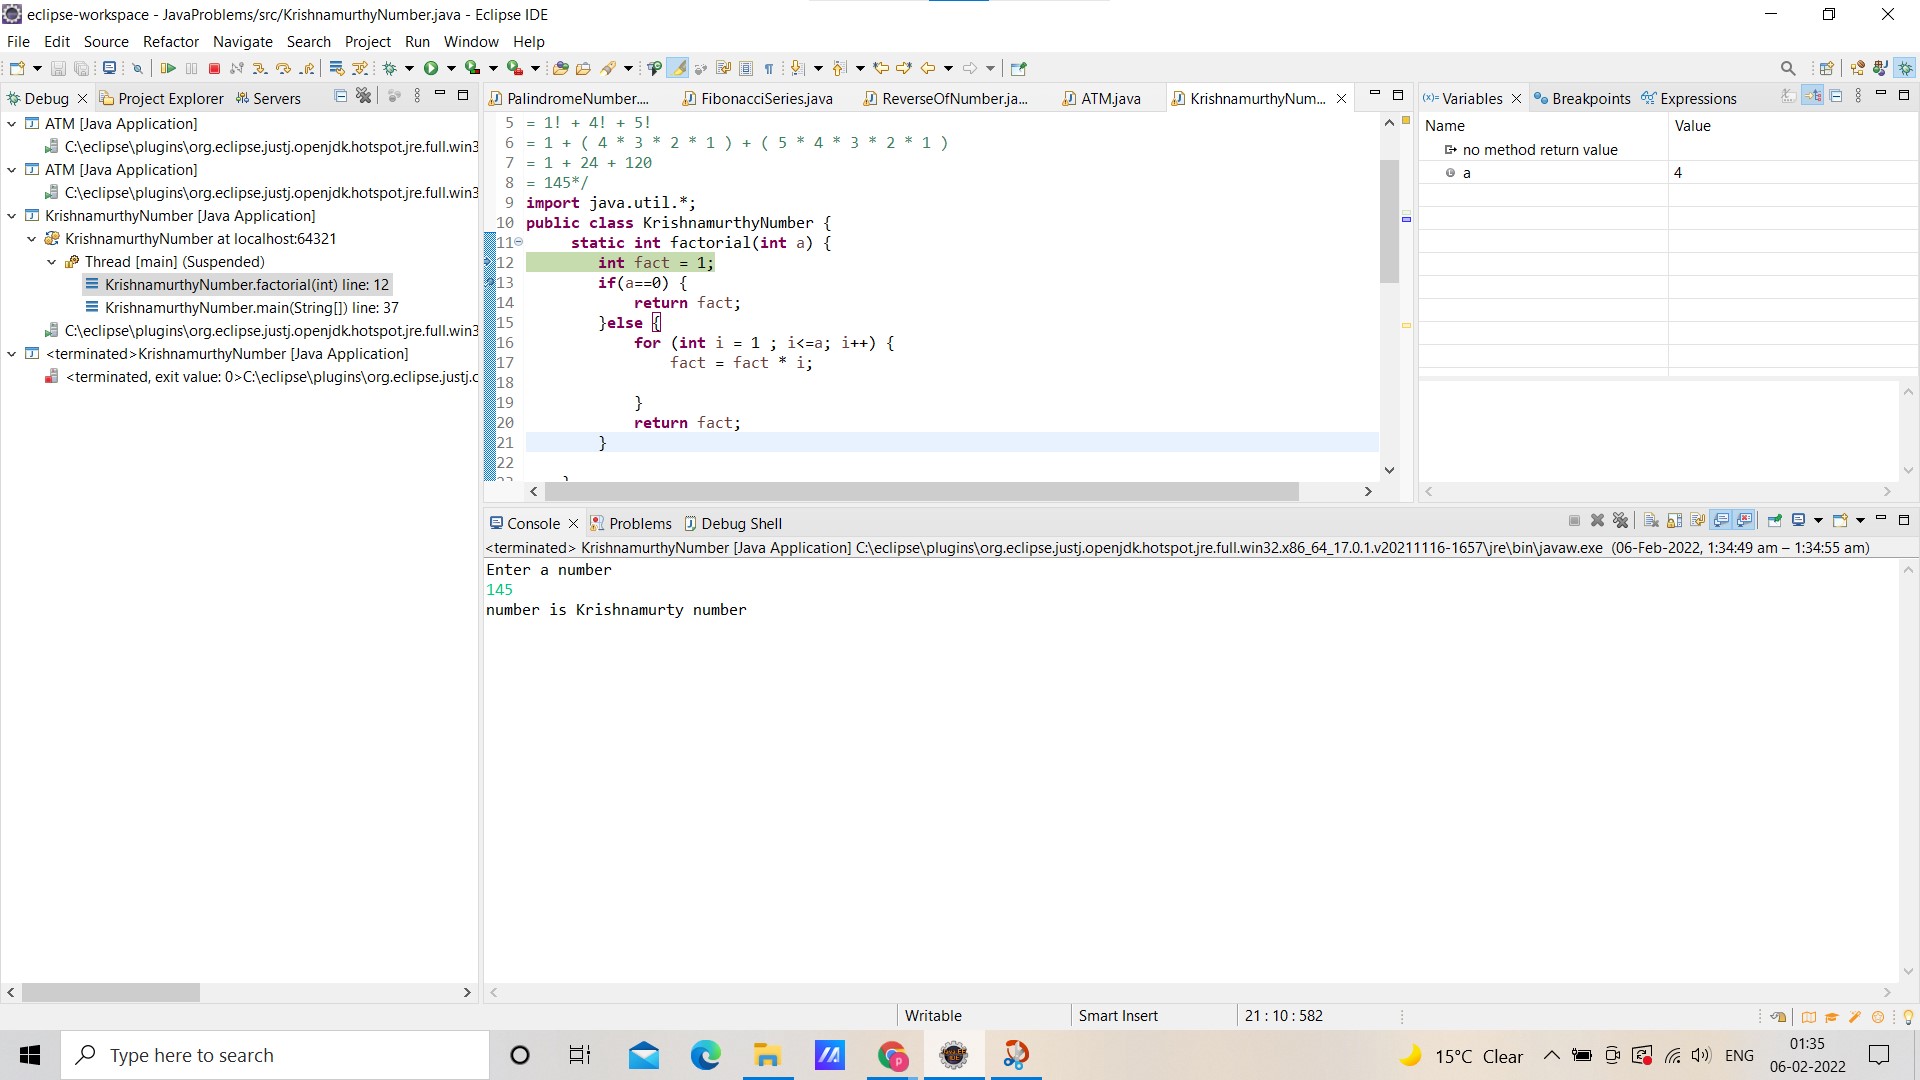 eclipse-workspace - JavaProblems/src/KrishnamurthyNumber.java - Eclipse IDE
File Edit Source Refactor Navigate Search Project Run Window Help
Debug Project Explorer Servers
ATM [Java Application]
C:\eclipse\plugins\org.eclipse.justj.openjdk.hotspot.jre.full.win3
ATM [Java Application]
C:\eclipse\plugins\org.eclipse.justj.openjdk.hotspot.jre.full.win3
KrishnamurthyNumber [Java Application]
KrishnamurthyNumber at localhost:64321
Thread [main] (Suspended)
KrishnamurthyNumber.factorial(int) line: 12
KrishnamurthyNumber.main(String[]) line: 37
C:\eclipse\plugins\org.eclipse.justj.openjdk.hotspot.jre.full.win3
<terminated>KrishnamurthyNumber [Java Application]
<terminated, exit value: 0>C:\eclipse\plugins\org.eclipse.justj.c
PalindromeNumber.... FibonacciSeries.java ReverseOfNumber.ja... ATM.java KrishnamurthyNum...
5 = 1! + 4! + 5!
6 = 1 + ( 4 * 3 * 2 * 1 ) + ( 5 * 4 * 3 * 2 * 1 )
7 = 1 + 24 + 120
8 = 145*/
9 import java.util.*;
10 public class KrishnamurthyNumber {
11 static int factorial(int a) {
12 int fact = 1;
13 if(a==0) {
14 return fact;
15 }else {
16 for (int i = 1 ; i<=a; i++) {
17 fact = fact * i;
18
19 }
20 return fact;
21 }
22
23 }
(x)= Variables Breakpoints Expressions
Name Value
no method return value
a 4
Console Problems Debug Shell
<terminated> KrishnamurthyNumber [Java Application] C:\eclipse\plugins\org.eclipse.justj.openjdk.hotspot.jre.full.win32.x86_64_17.0.1.v20211116-1657\jre\bin\javaw.exe (06-Feb-2022, 1:34:49 am – 1:34:55 am)
Enter a number
145
number is Krishnamurty number
Writable Smart Insert 21 : 10 : 582
Type here to search
15°C Clear ENG
01:35
06-02-2022